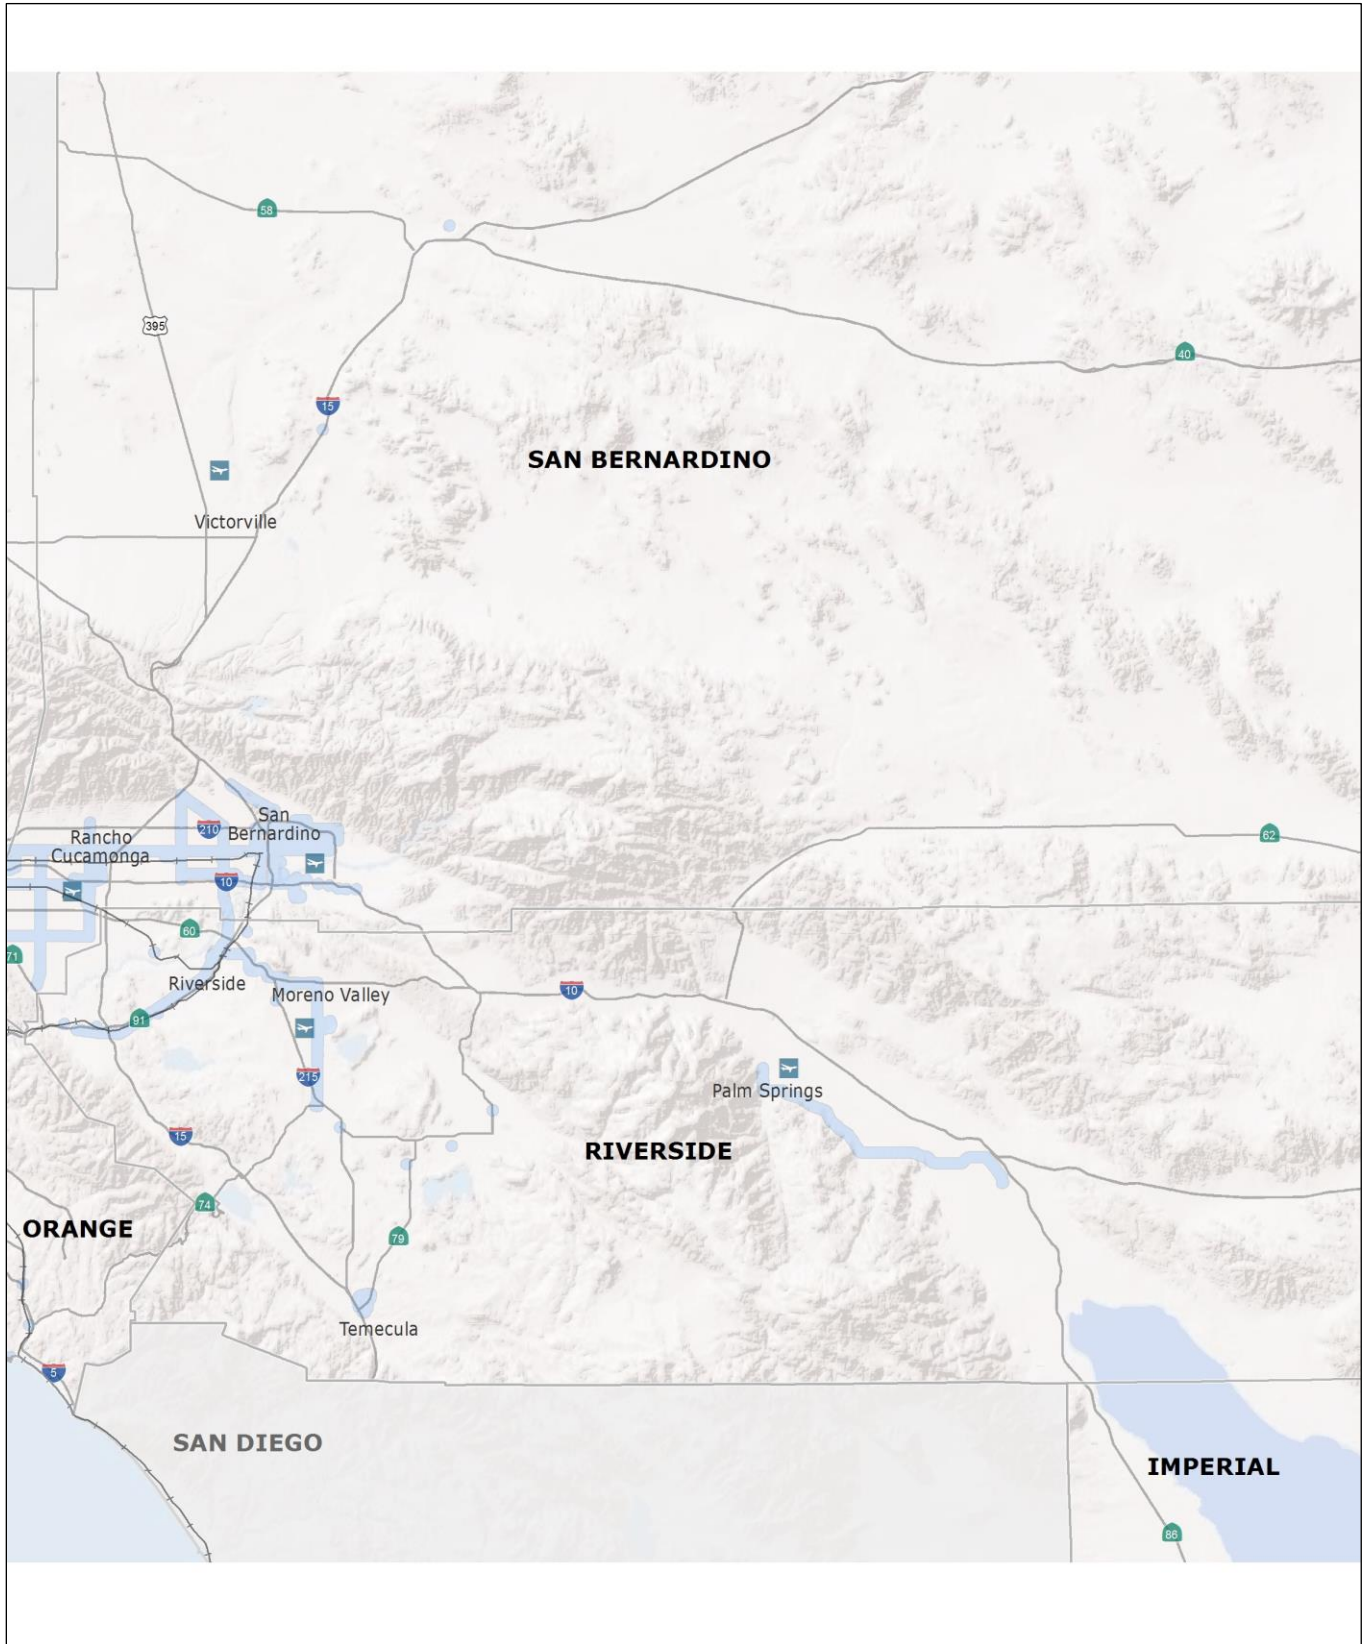 58
395
40
15
SAN BERNARDINO
Victorville
San
Bernardino
210
62
Rancho
Cucamonga
10
60
71
Riverside
Moreno Valley
10
91
215
Palm Springs
15
RIVERSIDE
74
ORANGE
79
Temecula
5
SAN DIEGO
IMPERIAL
86